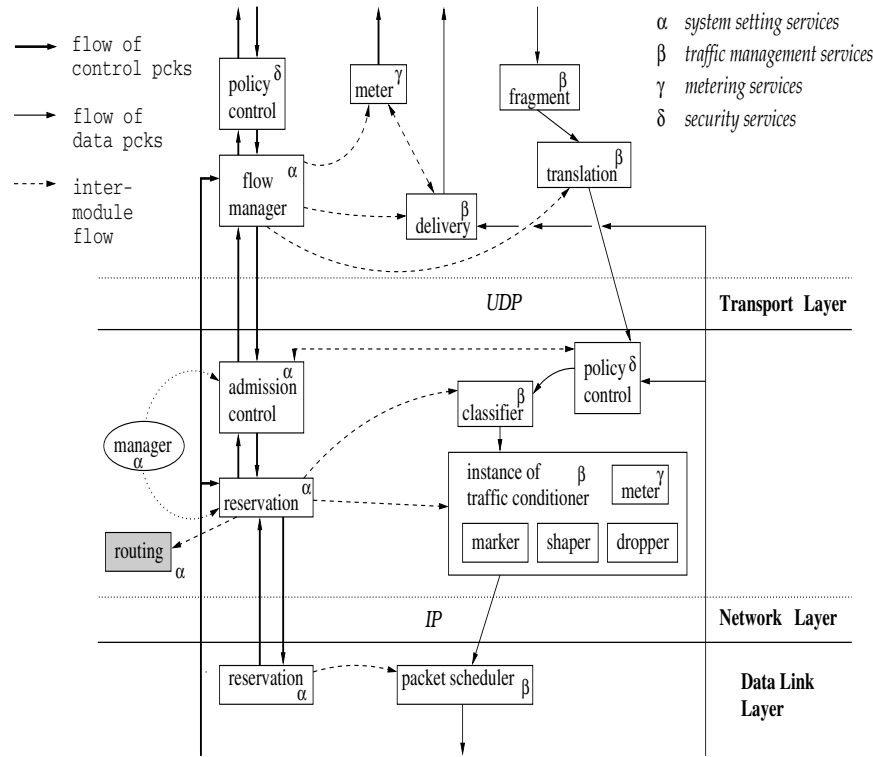 flow of
control pcks
flow of
data pcks
inter-
module
flow
α system setting services
β traffic management services
γ metering services
δ security services
policy δ
control
meter γ
β
fragment
α
flow
manager
β
translation
β
delivery
UDP
Transport Layer
α
admission
control
policy δ
control
β
classifier
manager
α
α
reservation
instance of β
traffic conditioner
γ
meter
marker
shaper
dropper
routing
α
IP
Network Layer
reservation
α
packet scheduler
β
Data Link
Layer